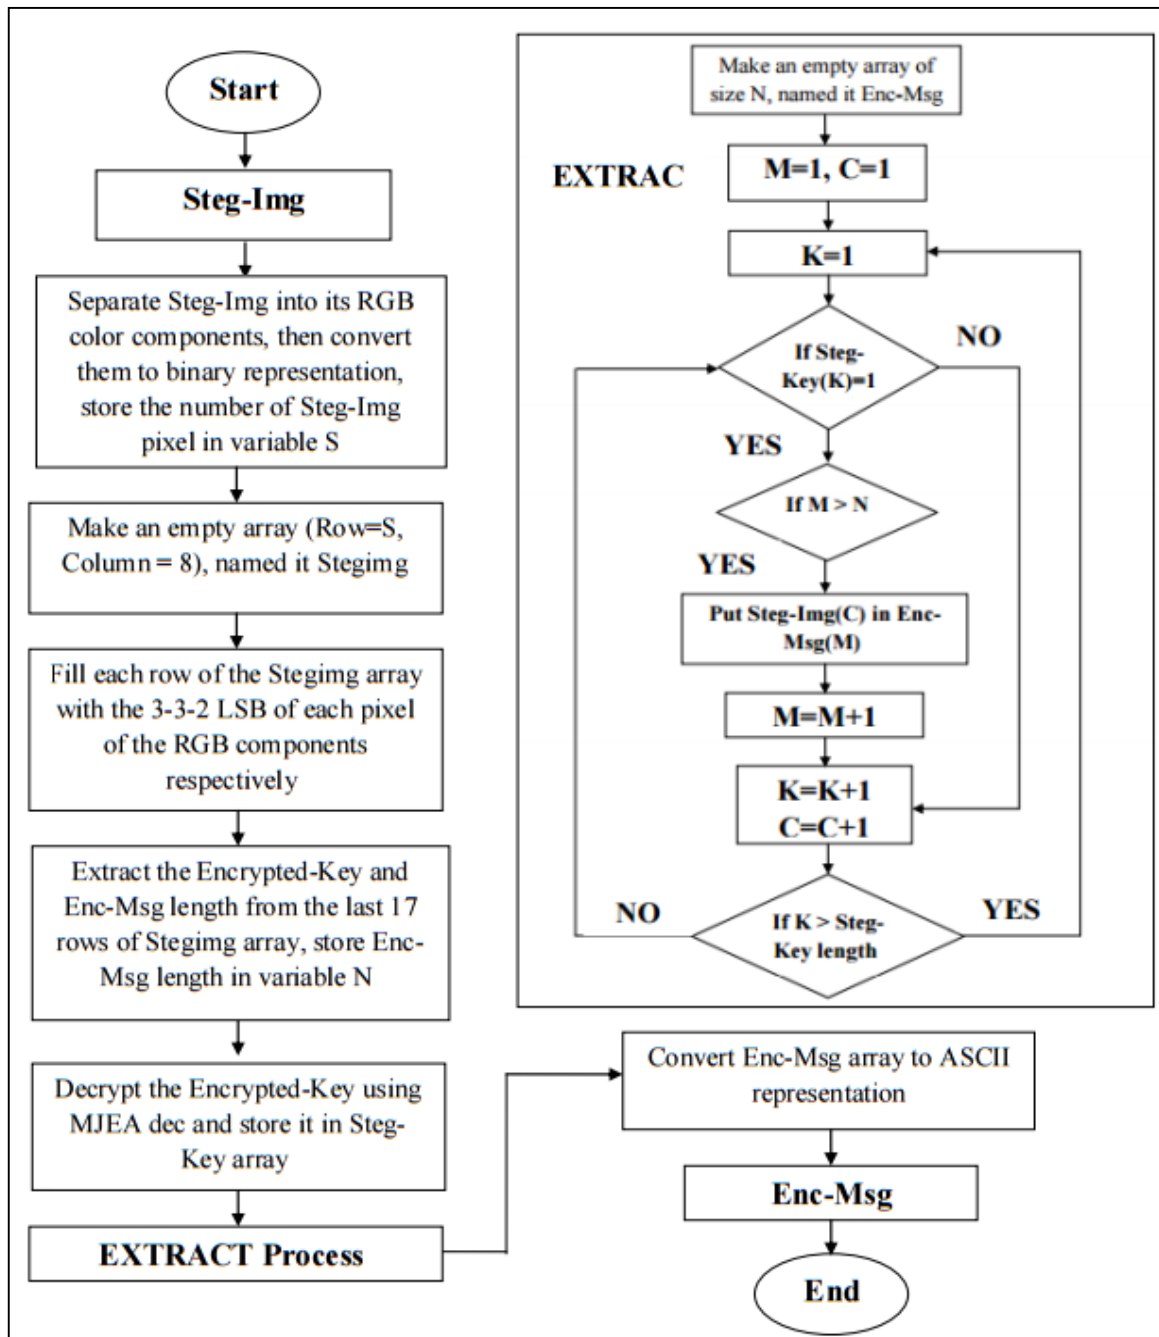 Start
Steg-Img
Separate Steg-Img into its RGB
color components, then convert
them to binary representation,
store the number of Steg-Img
pixel in variable S
Make an empty array (Row=S,
Column = 8), named it Stegimg
Fill each row of the Stegimg array
with the 3-3-2 LSB of each pixel
of the RGB components
respectively
Extract the Encrypted-Key and
Enc-Msg length from the last 17
rows of Stegimg array, store Enc-
Msg length in variable N
Decrypt the Encrypted-Key using
MJEA dec and store it in Steg-
Key array
EXTRACT Process
Make an empty array of
size N, named it Enc-Msg
EXTRAC
M=1, C=1
K=1
If Steg-
Key(K)=1
NO
YES
If M > N
YES
Put Steg-Img(C) in Enc-
Msg(M)
M=M+1
K=K+1
C=C+1
NO
If K > Steg-
Key length
YES
Convert Enc-Msg array to ASCII
representation
Enc-Msg
End